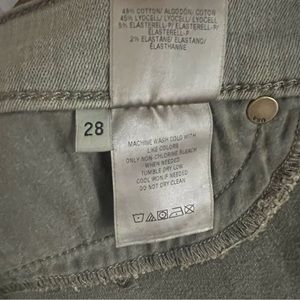 48% COTTON/ ALGODÓN/ COTON
45% LYOCELL/ LYOCELL/ LYOCELL
5% ELASTERELL-P/ ELASTERELL-P/
ELASTERELL-P
2% ELASTANE/ ELASTANO/
ÉLASTHANNE
28
MACHINE WASH COLD WITH
LIKE COLORS
ONLY NON-CHLORINE BLEACH
WHEN NEEDED
TUMBLE DRY LOW
COOL IRON IF NEEDED
DO NOT DRY CLEAN